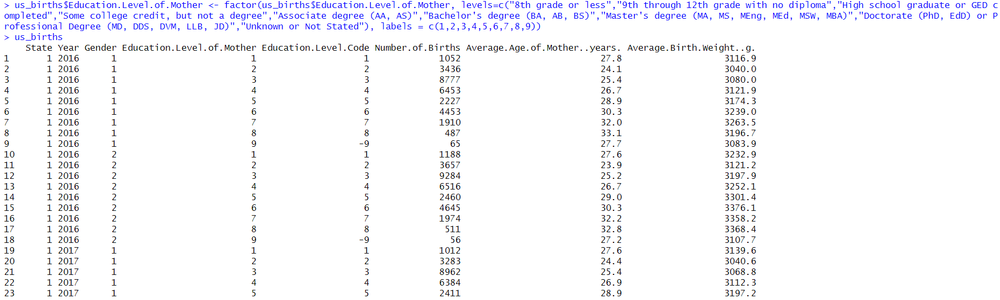 > us_births$Education.Level.of.Mother <- factor(us_births$Education.Level.of.Mother, levels=c("8th grade or less","9th through 12th grade with no diploma","High school graduate or GED c
ompleted","Some college credit, but not a degree","Associate degree (AA, AS)","Bachelor's degree (BA, AB, BS)","Master's degree (MA, MS, MEng, MEd, MSW, MBA)","Doctorate (PhD, EdD) or P
rofessional Degree (MD, DDS, DVM, LLB, JD)","Unknown or Not Stated"), labels = c(1,2,3,4,5,6,7,8,9))
> us_births
State Year Gender Education.Level.of.Mother Education.Level.Code Number.of.Births Average.Age.of.Mother..years. Average.Birth.Weight..g.
1 1 2016 1 1 1 1052 27.8 3116.9
2 1 2016 1 2 2 3436 24.1 3040.0
3 1 2016 1 3 3 8777 25.4 3080.0
4 1 2016 1 4 4 6453 26.7 3121.9
5 1 2016 1 5 5 2227 28.9 3174.3
6 1 2016 1 6 6 4453 30.3 3239.0
7 1 2016 1 7 7 1910 32.0 3263.5
8 1 2016 1 8 8 487 33.1 3196.7
9 1 2016 1 9 -9 65 27.7 3083.9
10 1 2016 2 1 1 1188 27.6 3232.9
11 1 2016 2 2 2 3657 23.9 3121.2
12 1 2016 2 3 3 9284 25.2 3197.9
13 1 2016 2 4 4 6516 26.7 3252.1
14 1 2016 2 5 5 2460 29.0 3301.4
15 1 2016 2 6 6 4645 30.3 3376.1
16 1 2016 2 7 7 1974 32.2 3358.2
17 1 2016 2 8 8 511 32.8 3368.4
18 1 2016 2 9 -9 56 27.2 3107.7
19 1 2017 1 1 1 1012 27.6 3139.6
20 1 2017 1 2 2 3283 24.4 3040.6
21 1 2017 1 3 3 8962 25.4 3068.8
22 1 2017 1 4 4 6384 26.9 3112.3
23 1 2017 1 5 5 2411 28.9 3197.2